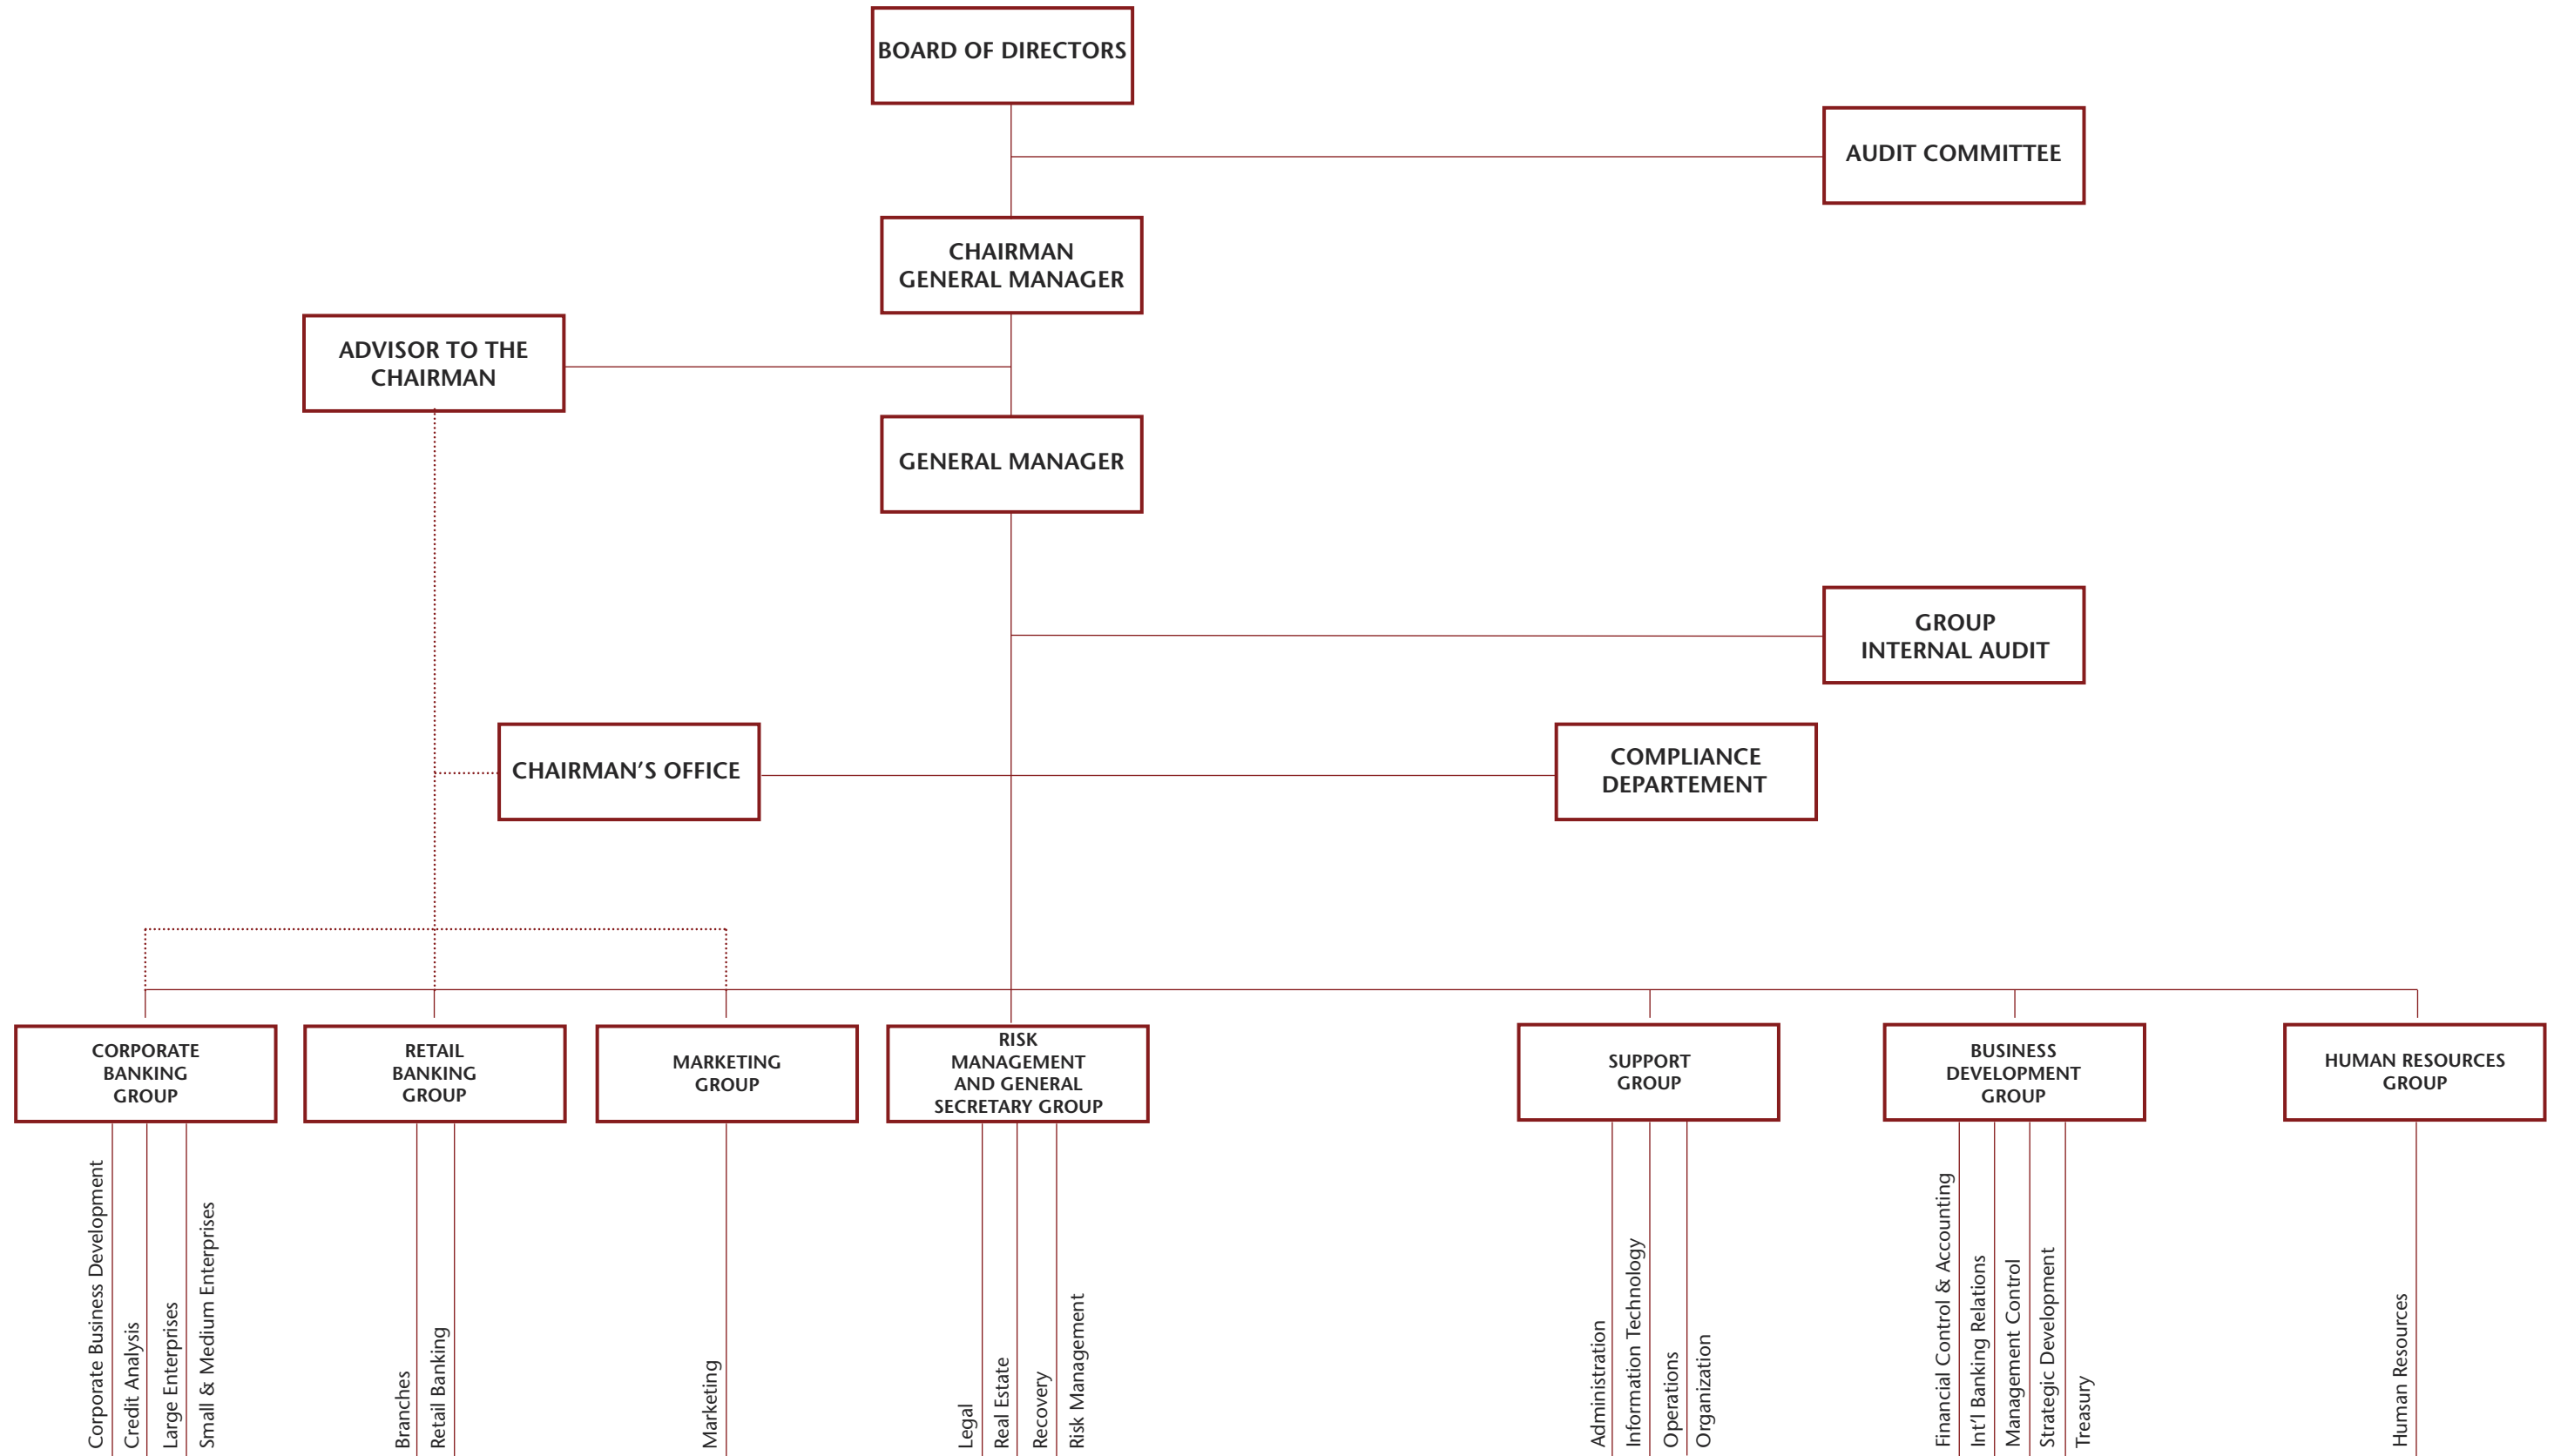 BOARD OF DIRECTORS
AUDIT COMMITTEE
CHAIRMAN
GENERAL MANAGER
ADVISOR TO THE
CHAIRMAN
GENERAL MANAGER
GROUP
INTERNAL AUDIT
CHAIRMAN’S OFFICE
COMPLIANCE
DEPARTEMENT
CORPORATE
BANKING
GROUP
RETAIL
BANKING
GROUP
MARKETING
GROUP
RISK
MANAGEMENT
AND GENERAL
SECRETARY GROUP
SUPPORT
GROUP
BUSINESS
DEVELOPMENT
GROUP
HUMAN RESOURCES
GROUP
Corporate Business Development
Credit Analysis
Large Enterprises
Small & Medium Enterprises
Branches
Retail Banking
Marketing
Legal
Real Estate
Recovery
Risk Management
Administration
Information Technology
Operations
Organization
Financial Control & Accounting
Int’l Banking Relations
Management Control
Strategic Development
Treasury
Human Resources